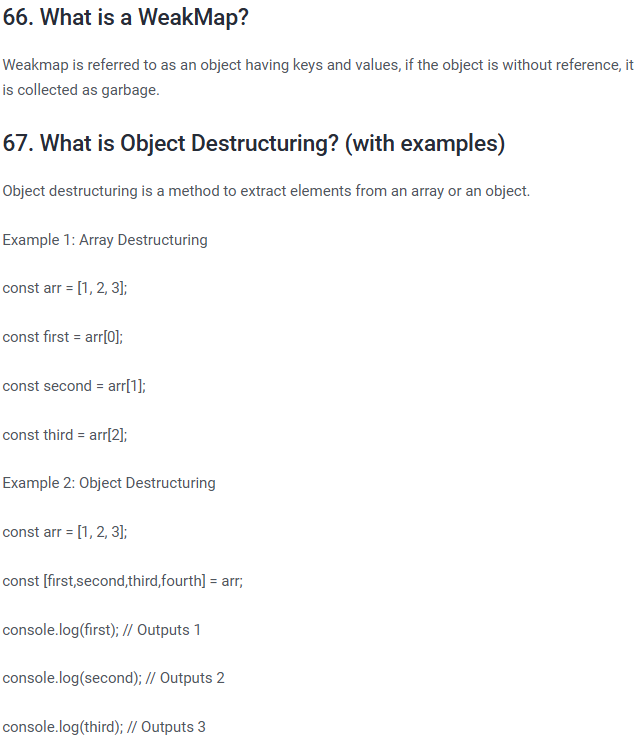 66. What is a WeakMap?
Weakmap is referred to as an object having keys and values, if the object is without reference, it
is collected as garbage.
67. What is Object Destructuring? (with examples)
Object destructuring is a method to extract elements from an array or an object.
Example 1: Array Destructuring
const arr = [1, 2, 3];
const first = arr[0];
const second = arr[1];
const third = arr[2];
Example 2: Object Destructuring
const arr = [1, 2, 3];
const [first,second,third,fourth] = arr;
console.log(first); // Outputs 1
console.log(second); // Outputs 2
console.log(third); // Outputs 3